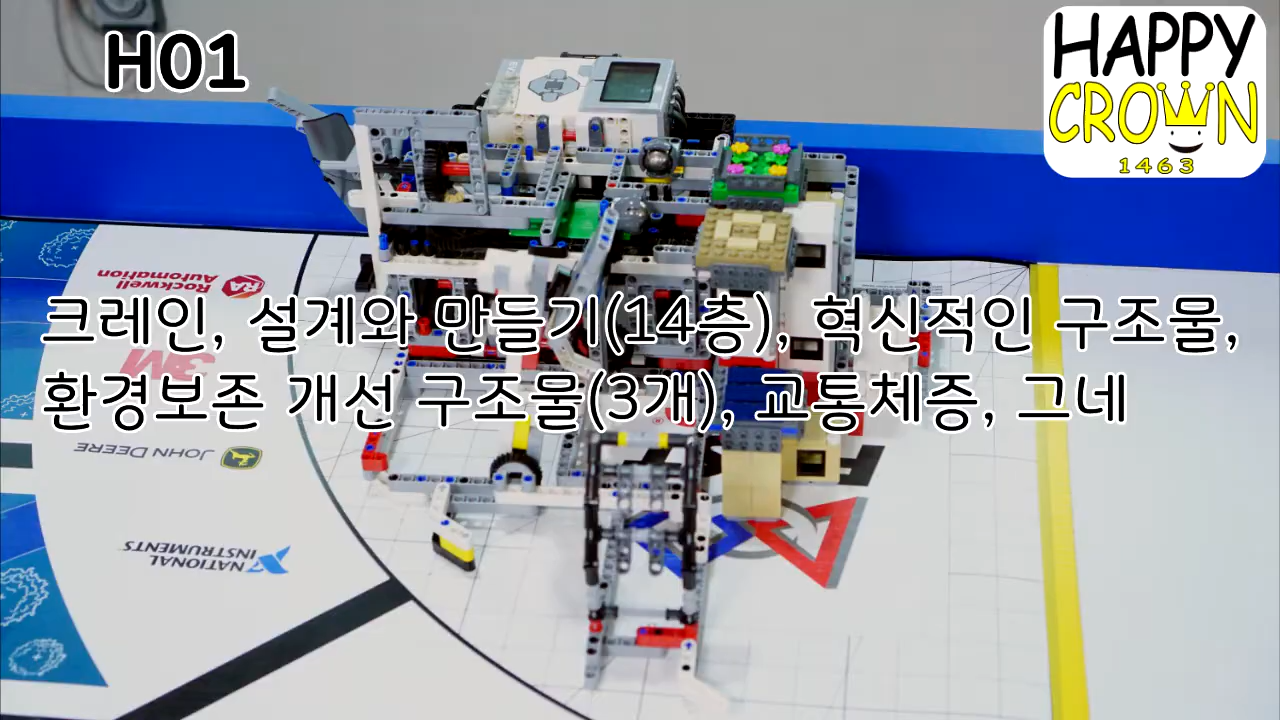 H01
HAPPY
CROWN
1463
Rockwell
Automation
크레인, 설계와 만들기(14층), 혁신적인 구조물,
3M
환경보존 개선 구조물(3개), 교통체증, 그네
JOHN DEERE
NATIONAL
INSTRUMENTS